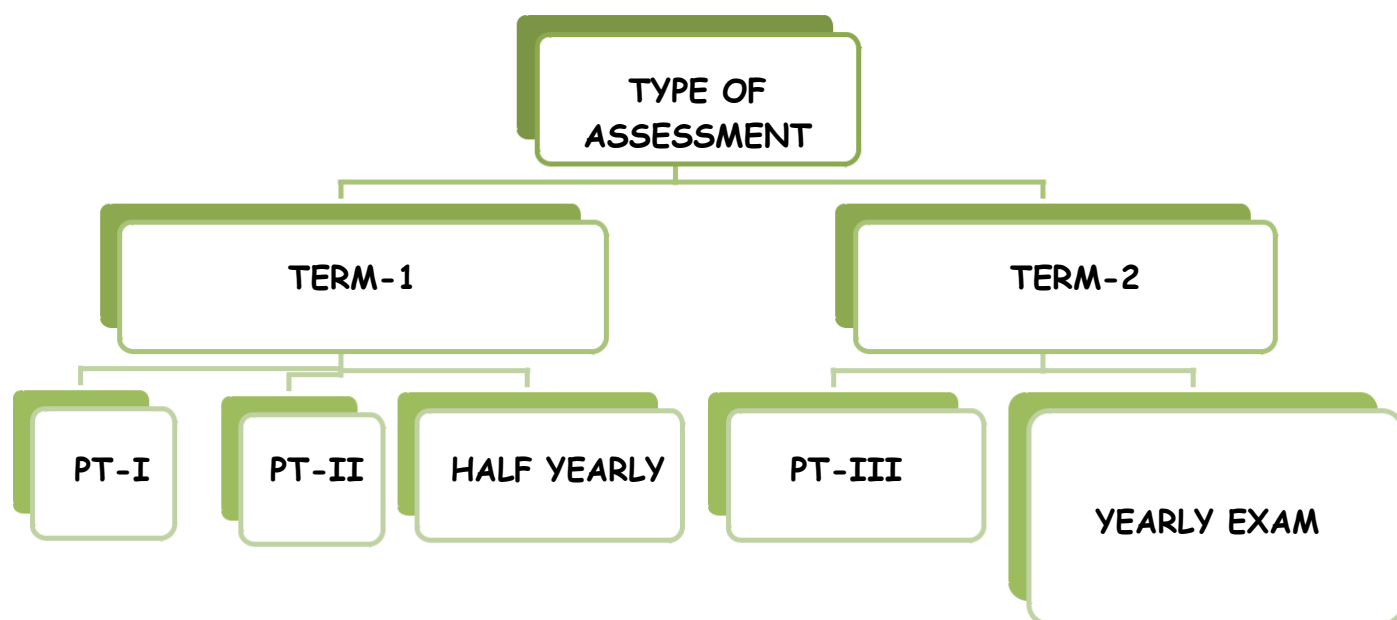 TYPE OF
ASSESSMENT
TERM-1
TERM-2
PT-I
PT-II
HALF YEARLY
PT-III
YEARLY EXAM